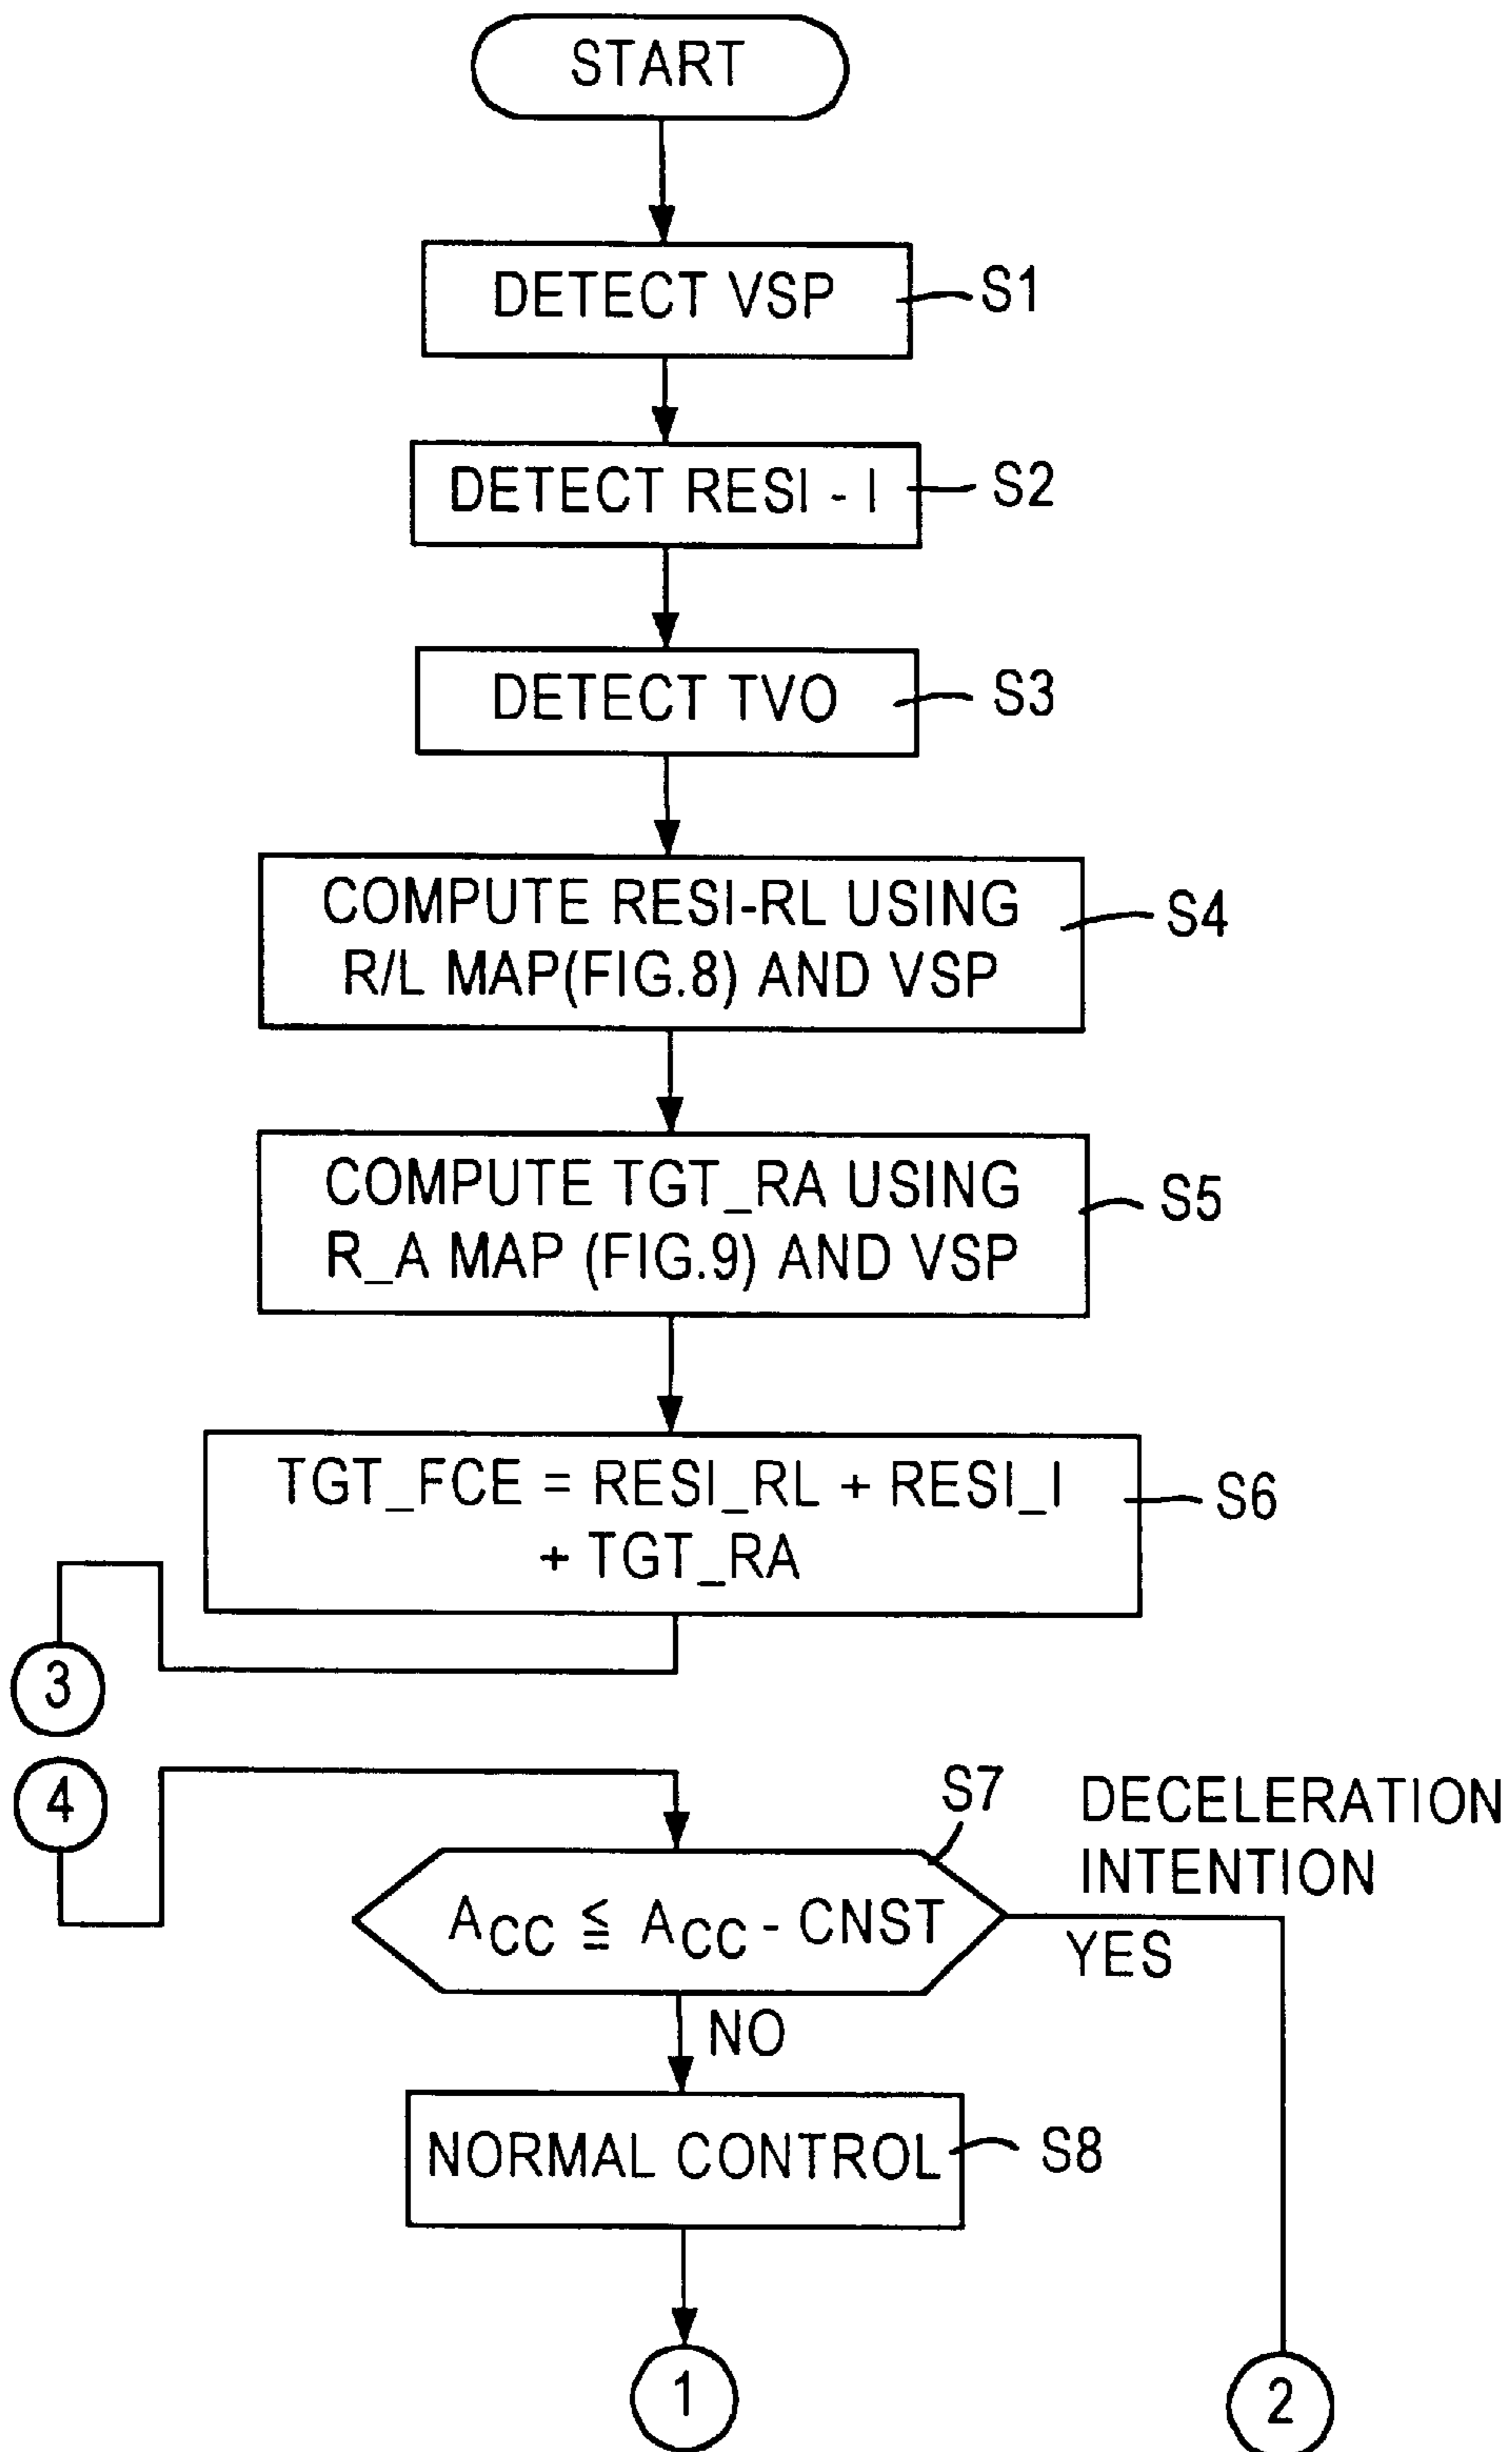 START
DETECT VSP
S1
DETECT RESI - I
S2
DETECT TVO
S3
COMPUTE RESI-RL USING
R/L MAP(FIG.8) AND VSP
S4
COMPUTE TGT_RA USING
R_A MAP (FIG.9) AND VSP
S5
TGT_FCE = RESI_RL + RESI_I
+ TGT_RA
S6
3
4
S7
DECELERATION
INTENTION
ACC ≦ ACC - CNST
YES
NO
NORMAL CONTROL
S8
1
2